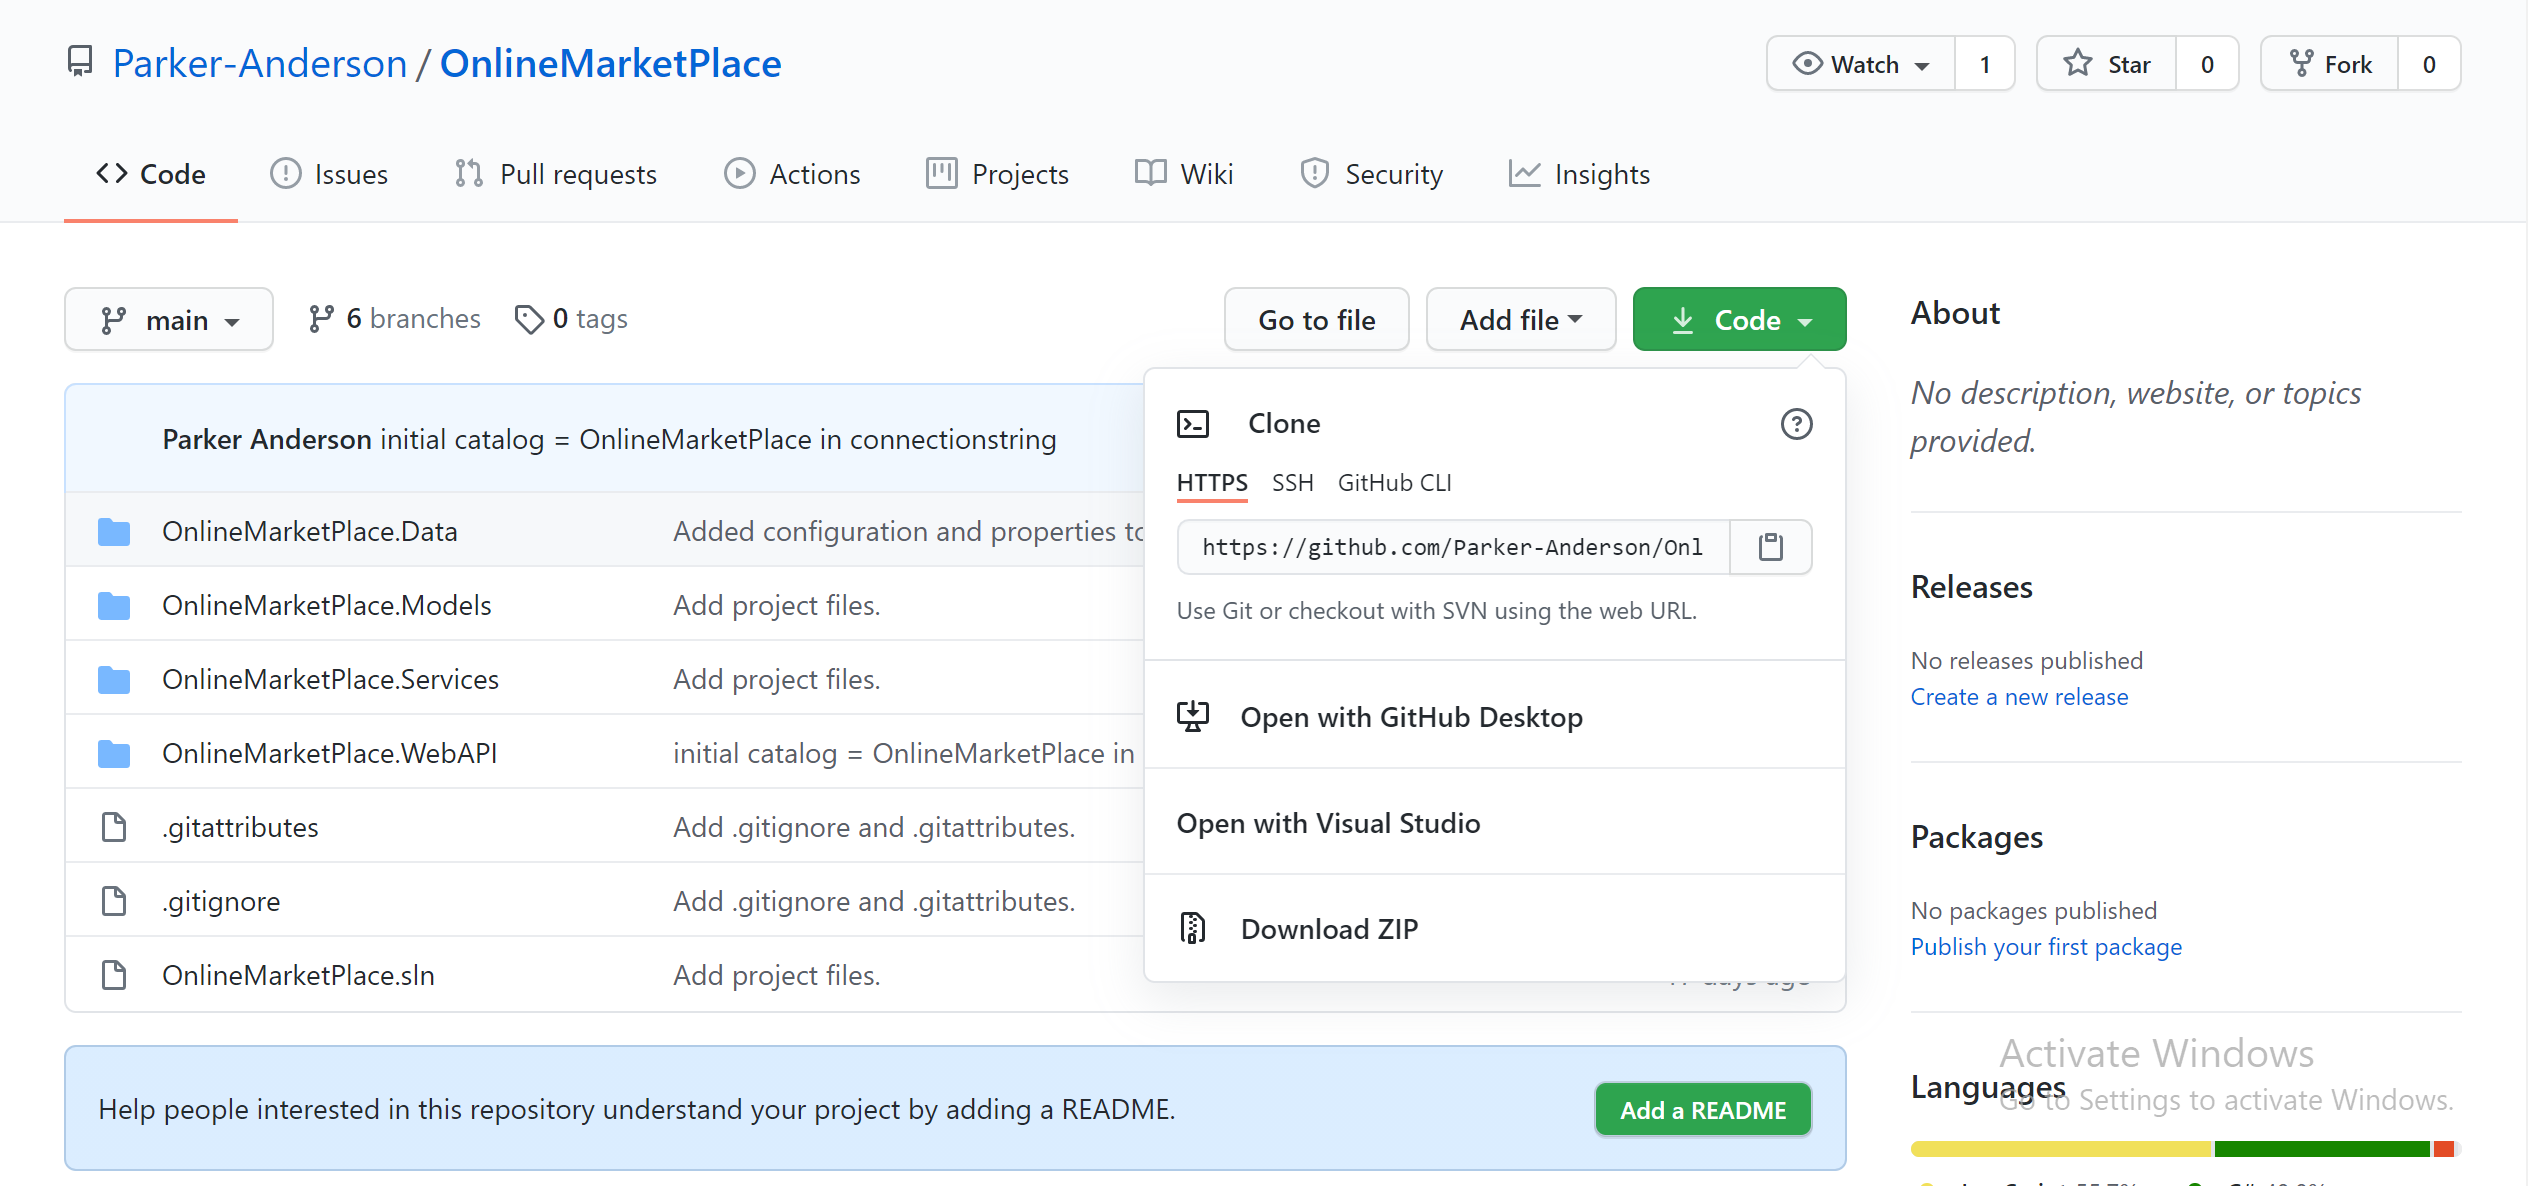 Parker-Anderson / OnlineMarketPlace
Watch 1 Star 0 Fork 0
Code Issues Pull requests Actions Projects Wiki Security Insights
main 6 branches 0 tags Go to file Add file Code
Parker Anderson initial catalog = OnlineMarketPlace in connectionstring
OnlineMarketPlace.Data Added configuration and properties to
OnlineMarketPlace.Models Add project files.
OnlineMarketPlace.Services Add project files.
OnlineMarketPlace.WebAPI initial catalog = OnlineMarketPlace in
.gitattributes Add .gitignore and .gitattributes.
.gitignore Add .gitignore and .gitattributes.
OnlineMarketPlace.sln Add project files.
days ago
Clone
HTTPS SSH GitHub CLI
https://github.com/Parker-Anderson/Onl
Use Git or checkout with SVN using the web URL.
Open with GitHub Desktop
Open with Visual Studio
Download ZIP
Help people interested in this repository understand your project by adding a README.
Add a README
About
No description, website, or topics
provided.
Releases
No releases published
Create a new release
Packages
No packages published
Publish your first package
Languages
Activate Windows
Go to Settings to activate Windows.